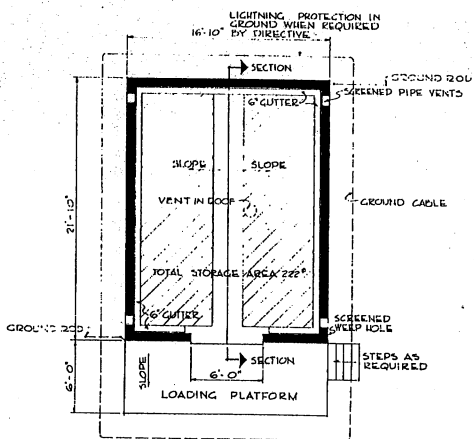 LIGHTNING PROTECTION IN
GROUND WHEN REQUIRED
BY DIRECTIVE
16'-10"
SECTION
GROUND ROD
6" GUTTER
SCREENED PIPE VENTS
SLOPE
SLOPE
VENT IN ROOF
GROUND CABLE
21'-10"
TOTAL STORAGE AREA 222
6" GUTTER
SCREENED
WEEP HOLE
GROUND ROD
SECTION
STEPS AS
REQUIRED
6'-0"
6'-0"
SLOPE
LOADING PLATFORM